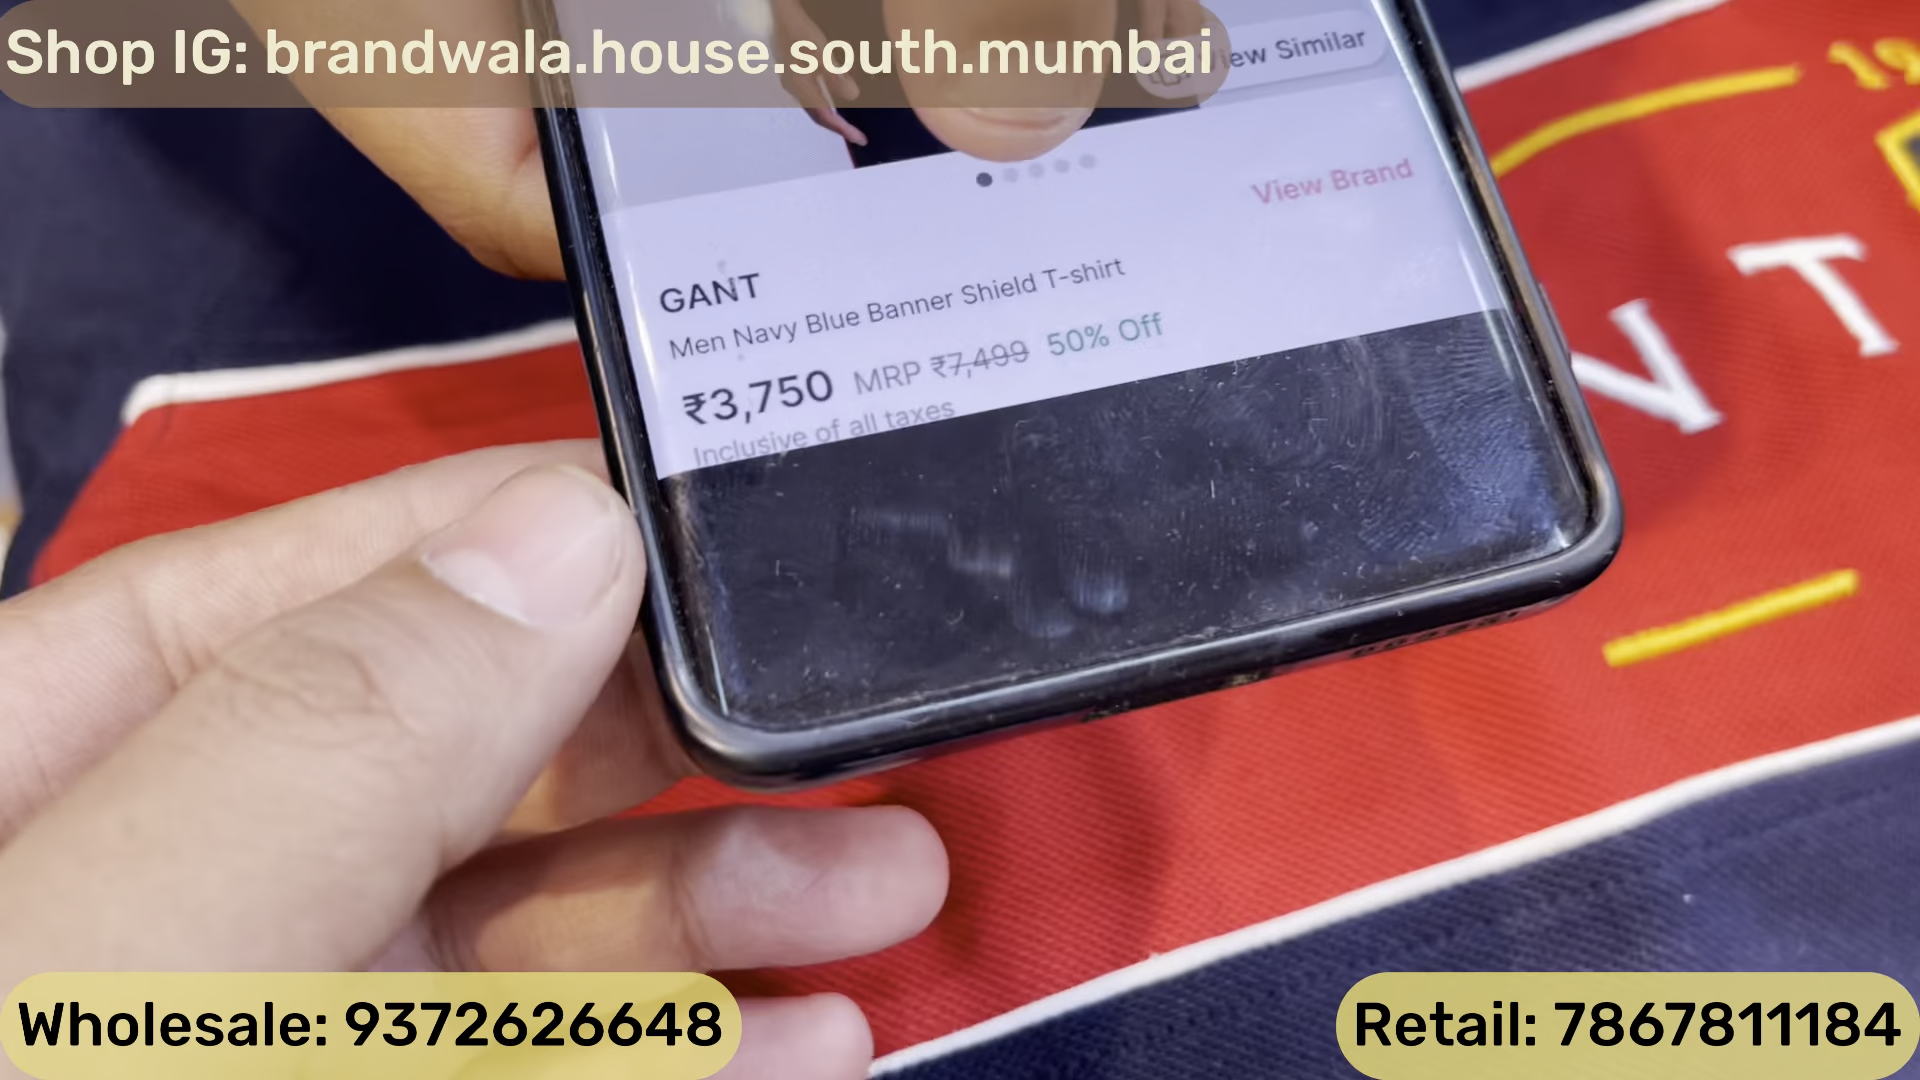 Shop IG: brandwala.house.south.mumbai
View Similar
19
View Brand
GANT
Men Navy Blue Banner Shield T-shirt
₹3,750 MRP ₹7,499 50% Off
Inclusive of all taxes
N T
Wholesale: 9372626648
Retail: 7867811184